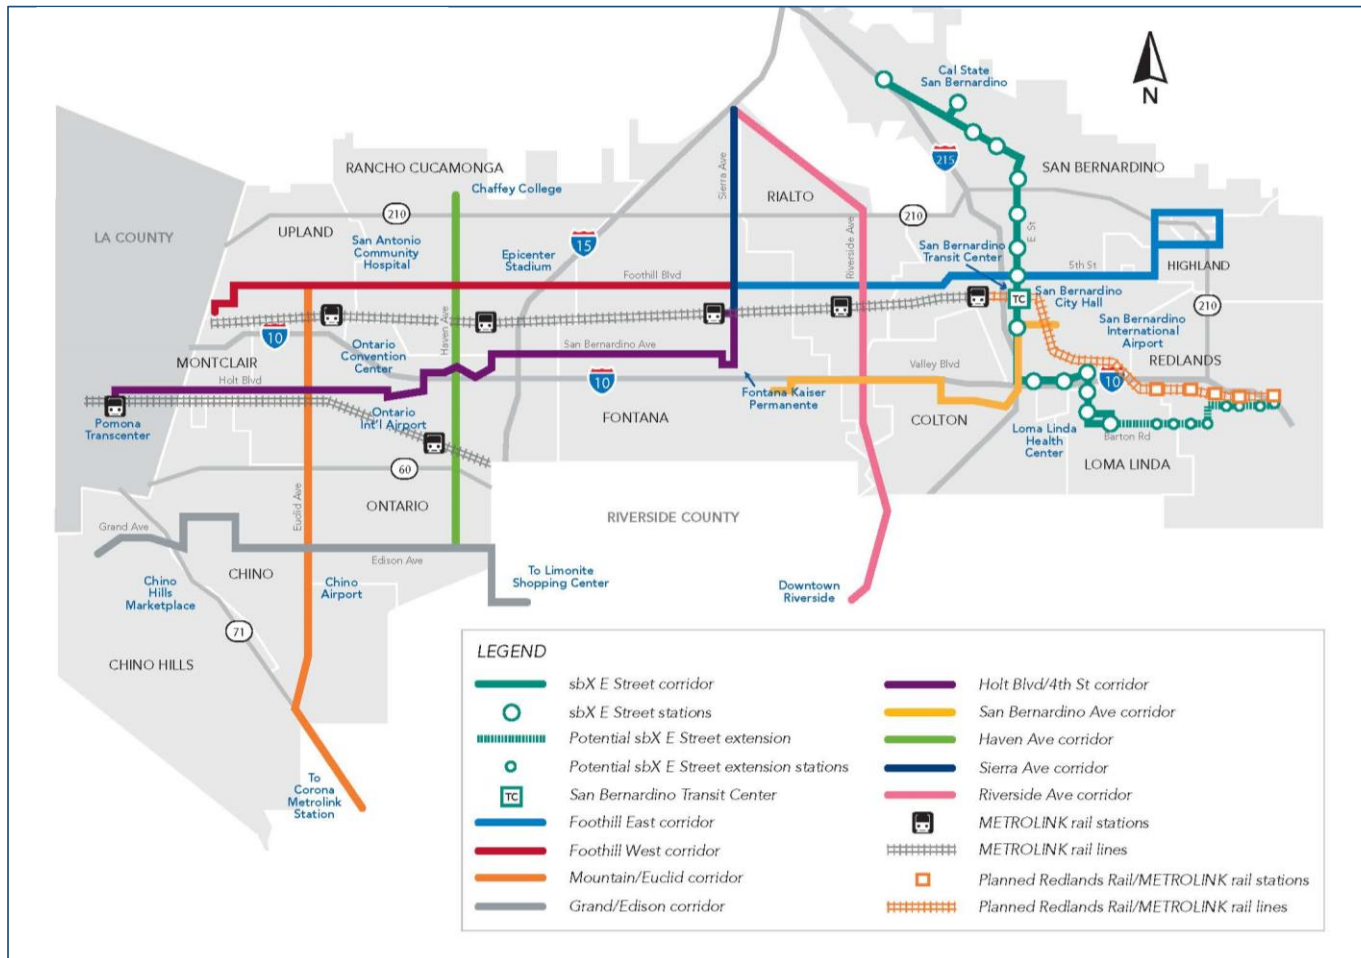 Cal State
San Bernardino
N
215
SAN BERNARDINO
RANCHO CUCAMONGA
Chaffey College
Sierra Ave
RIALTO
210
210
LA COUNTY
UPLAND
San Antonio
Community
Hospital
Epicenter
Stadium
15
Riverside Ave
San Bernardino
Transit Center
E St
Foothill Blvd
5th St
HIGHLAND
TC
San Bernardino
City Hall
210
10
Haven Ave
Ontario
Convention
Center
San Bernardino Ave
San Bernardino
International
Airport
MONTCLAIR
REDLANDS
Holt Blvd
Valley Blvd
10
10
Fontana Kaiser
Permanente
Pomona
Transcenter
Ontario
Int'l Airport
FONTANA
COLTON
Loma Linda
Health
Center
Barton Rd
LOMA LINDA
60
Euclid Ave
ONTARIO
RIVERSIDE COUNTY
Grand Ave
Edison Ave
CHINO
To Limonite
Shopping Center
Chino
Hills
Marketplace
Chino
Airport
Downtown
Riverside
71
CHINO HILLS
To
Corona
Metrolink
Station
LEGEND
sbX E Street corridor
sbX E Street stations
Potential sbX E Street extension
Potential sbX E Street extension stations
TC San Bernardino Transit Center
Foothill East corridor
Foothill West corridor
Mountain/Euclid corridor
Grand/Edison corridor
Holt Blvd/4th St corridor
San Bernardino Ave corridor
Haven Ave corridor
Sierra Ave corridor
Riverside Ave corridor
METROLINK rail stations
METROLINK rail lines
Planned Redlands Rail/METROLINK rail stations
Planned Redlands Rail/METROLINK rail lines